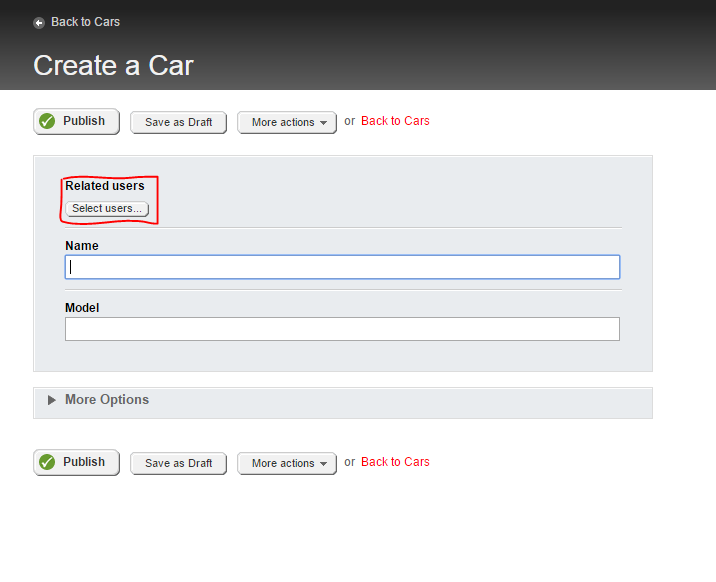 Back to Cars
Create a Car
Publish Save as Draft More actions or Back to Cars
Related users
Select users...
Name
Model
More Options
Publish Save as Draft More actions or Back to Cars